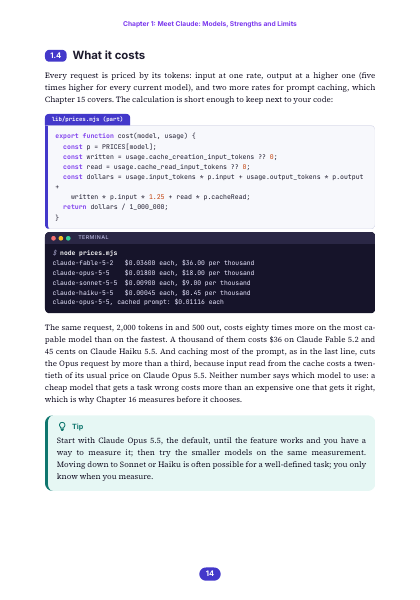 Chapter 1: Meet Claude: Models, Strengths and Limits
1.4 What it costs
Every request is priced by its tokens: input at one rate, output at a higher one (five
times higher for every current model), and two more rates for prompt caching, which
Chapter 15 covers. The calculation is short enough to keep next to your code:
lib/prices.mjs (part)
export function cost(model, usage) {
const p = PRICES[model];
const written = usage.cache_creation_input_tokens ?? 0;
const read = usage.cache_read_input_tokens ?? 0;
const dollars = usage.input_tokens * p.input + usage.output_tokens * p.output
+
written * p.input * 1.25 + read * p.cacheRead;
return dollars / 1_000_000;
}
TERMINAL
$ node prices.mjs
claude-fable-5-2 $0.03600 each, $36.00 per thousand
claude-opus-5-5 $0.01800 each, $18.00 per thousand
claude-sonnet-5-5 $0.00900 each, $9.00 per thousand
claude-haiku-5-5 $0.00045 each, $0.45 per thousand
claude-opus-5-5, cached prompt: $0.01116 each
The same request, 2,000 tokens in and 500 out, costs eighty times more on the most ca-
pable model than on the fastest. A thousand of them costs $36 on Claude Fable 5.2 and
45 cents on Claude Haiku 5.5. And caching most of the prompt, as in the last line, cuts
the Opus request by more than a third, because input read from the cache costs a twen-
tieth of its usual price on Claude Opus 5.5. Neither number says which model to use: a
cheap model that gets a task wrong costs more than an expensive one that gets it right,
which is why Chapter 16 measures before it chooses.
Tip
Start with Claude Opus 5.5, the default, until the feature works and you have a
way to measure it; then try the smaller models on the same measurement.
Moving down to Sonnet or Haiku is often possible for a well-defined task; you only
know when you measure.
14